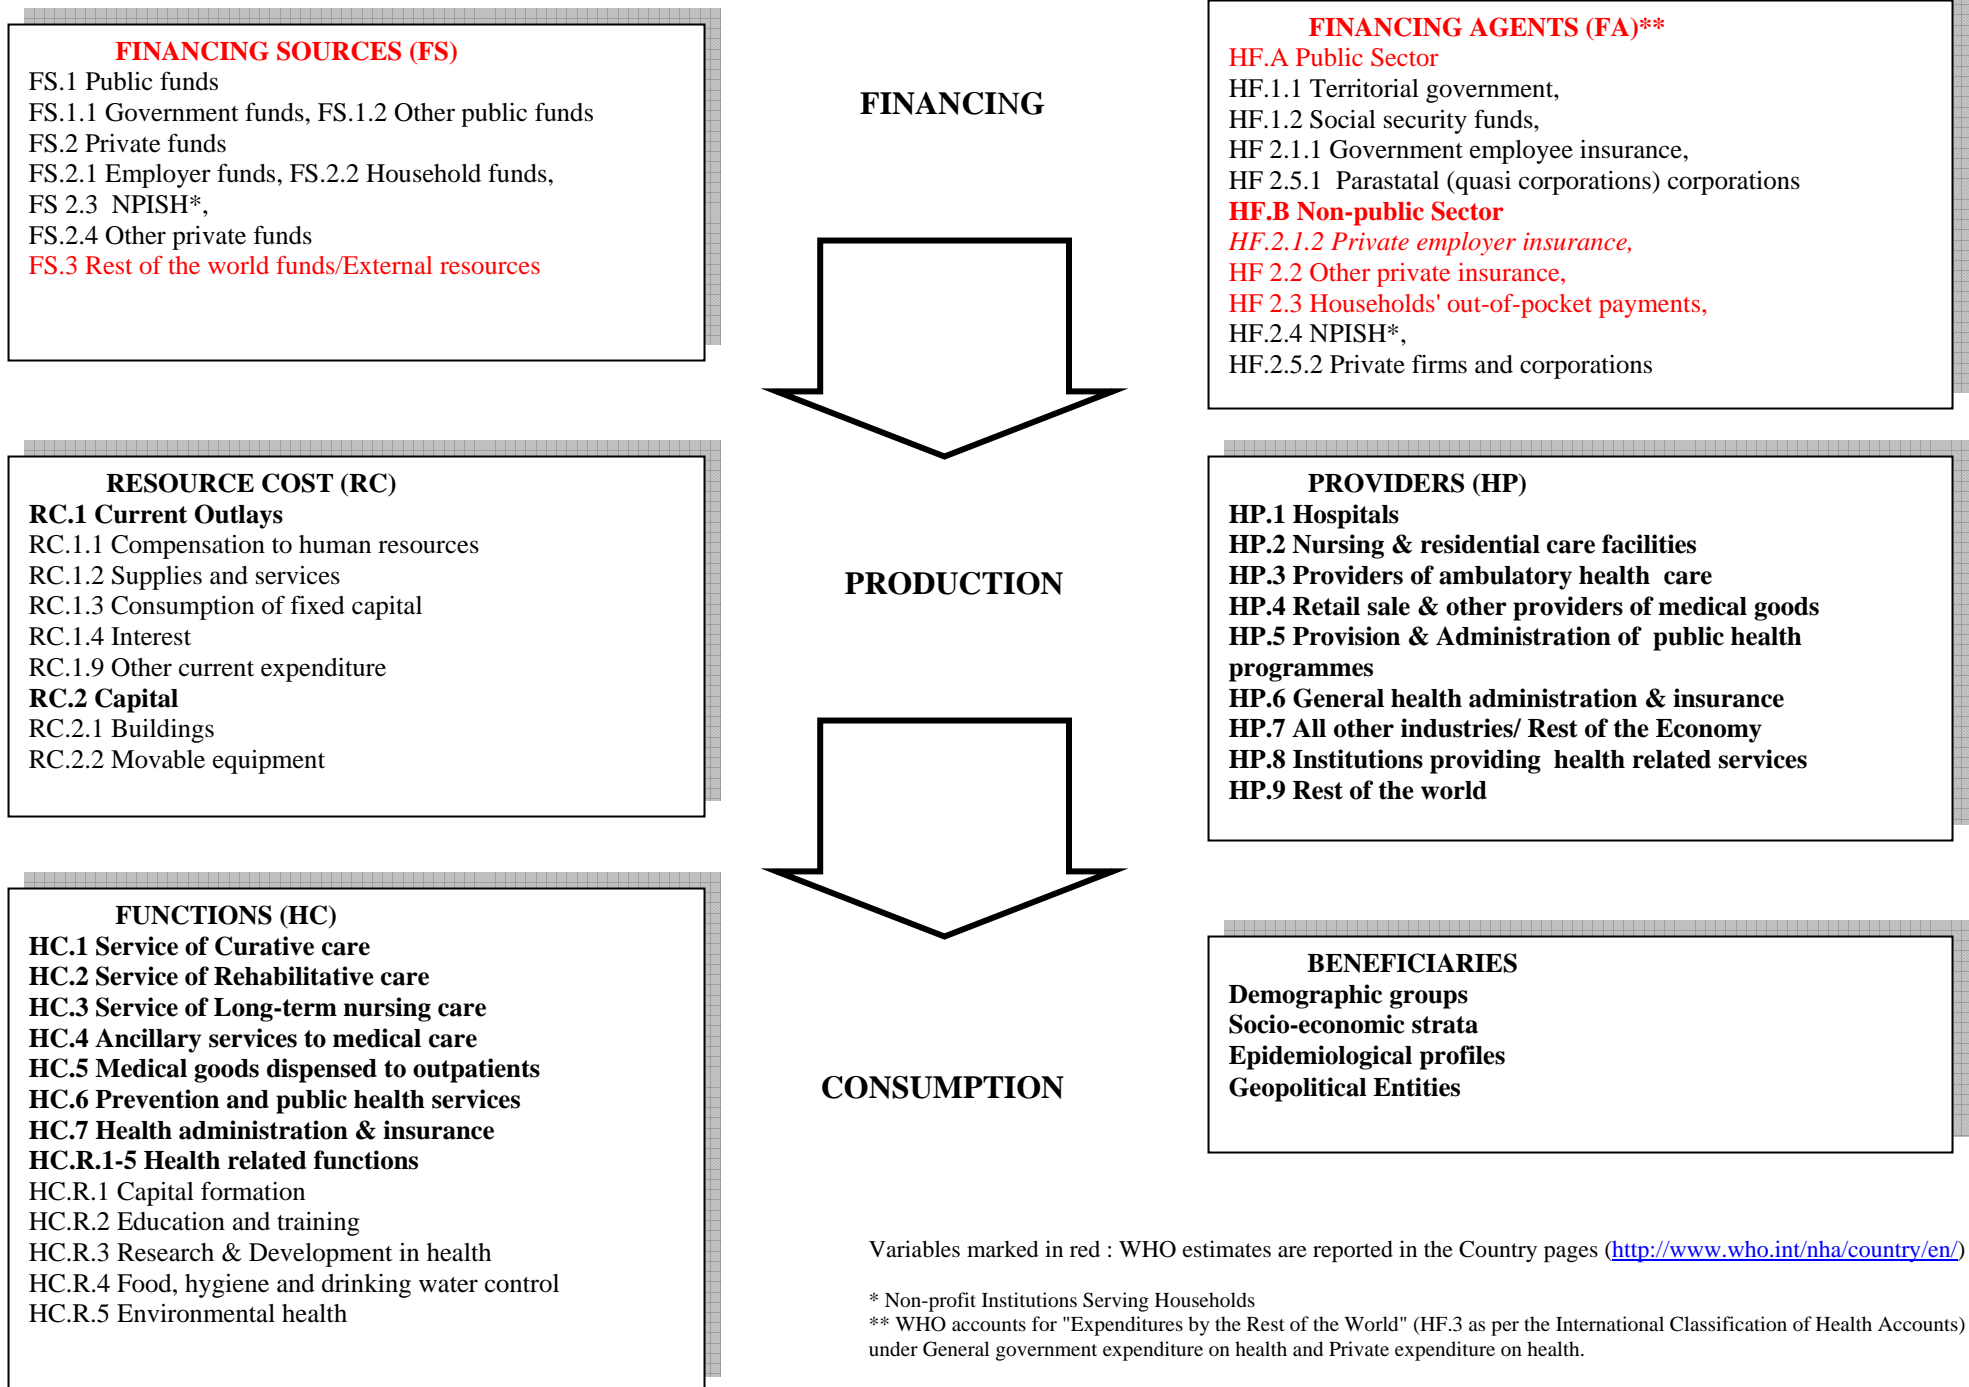 FINANCING SOURCES (FS)
FS.1 Public funds
FS.1.1 Government funds, FS.1.2 Other public funds
FS.2 Private funds
FS.2.1 Employer funds, FS.2.2 Household funds,
FS 2.3  NPISH*,
FS.2.4 Other private funds
FS.3 Rest of the world funds/External resources
FINANCING
FINANCING AGENTS (FA)**
HF.A Public Sector
HF.1.1 Territorial government,
HF.1.2 Social security funds,
HF 2.1.1 Government employee insurance,
HF 2.5.1  Parastatal (quasi corporations) corporations
HF.B Non-public Sector
HF.2.1.2 Private employer insurance,
HF 2.2 Other private insurance,
HF 2.3 Households' out-of-pocket payments,
HF.2.4 NPISH*,
HF.2.5.2 Private firms and corporations
RESOURCE COST (RC)
RC.1 Current Outlays
RC.1.1 Compensation to human resources
RC.1.2 Supplies and services
RC.1.3 Consumption of fixed capital
RC.1.4 Interest
RC.1.9 Other current expenditure
RC.2 Capital
RC.2.1 Buildings
RC.2.2 Movable equipment
PRODUCTION
PROVIDERS (HP)
HP.1 Hospitals
HP.2 Nursing & residential care facilities
HP.3 Providers of ambulatory health  care
HP.4 Retail sale & other providers of medical goods
HP.5 Provision & Administration of  public health
programmes
HP.6 General health administration & insurance
HP.7 All other industries/ Rest of the Economy
HP.8 Institutions providing  health related services
HP.9 Rest of the world
FUNCTIONS (HC)
HC.1 Service of Curative care
HC.2 Service of Rehabilitative care
HC.3 Service of Long-term nursing care
HC.4 Ancillary services to medical care
HC.5 Medical goods dispensed to outpatients
HC.6 Prevention and public health services
HC.7 Health administration & insurance
HC.R.1-5 Health related functions
HC.R.1 Capital formation
HC.R.2 Education and training
HC.R.3 Research & Development in health
HC.R.4 Food, hygiene and drinking water control
HC.R.5 Environmental health
CONSUMPTION
BENEFICIARIES
Demographic groups
Socio-economic strata
Epidemiological profiles
Geopolitical Entities
Variables marked in red : WHO estimates are reported in the Country pages (http://www.who.int/nha/country/en/)
* Non-profit Institutions Serving Households
** WHO accounts for "Expenditures by the Rest of the World" (HF.3 as per the International Classification of Health Accounts)
under General government expenditure on health and Private expenditure on health.